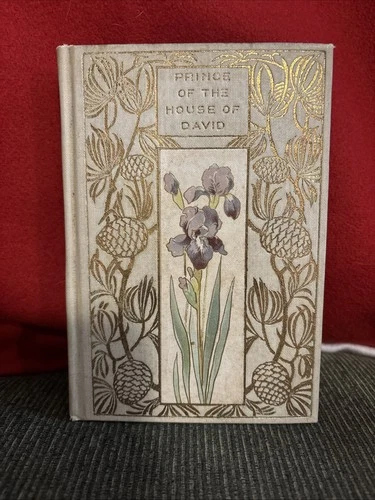 PRINCE
OF THE
HOUSE OF
DAVID